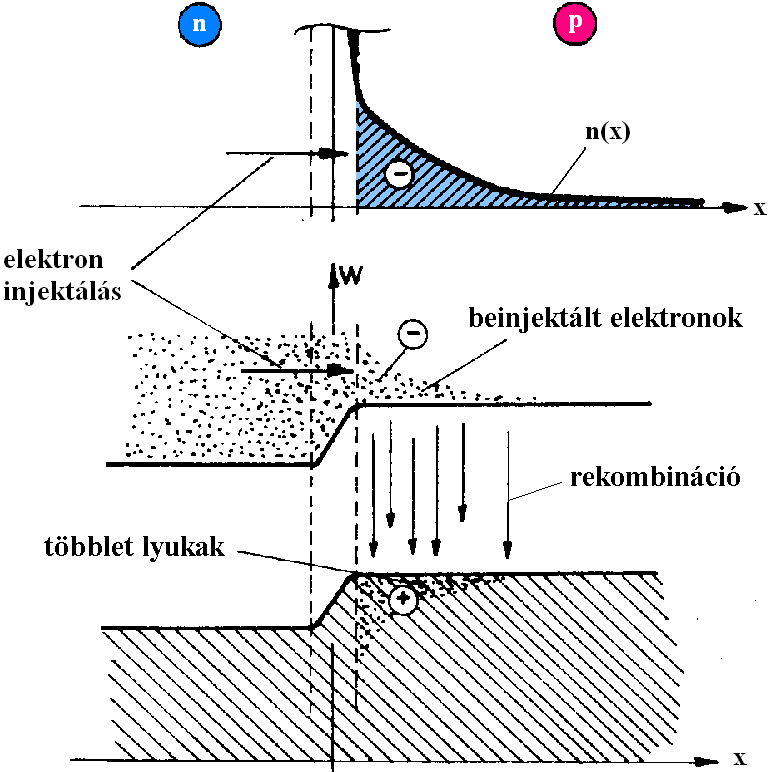 n
p
n(x)
−
x
elektron
injektálás
W
−
beinjektált elektronok
rekombináció
többlet lyukak
+
x